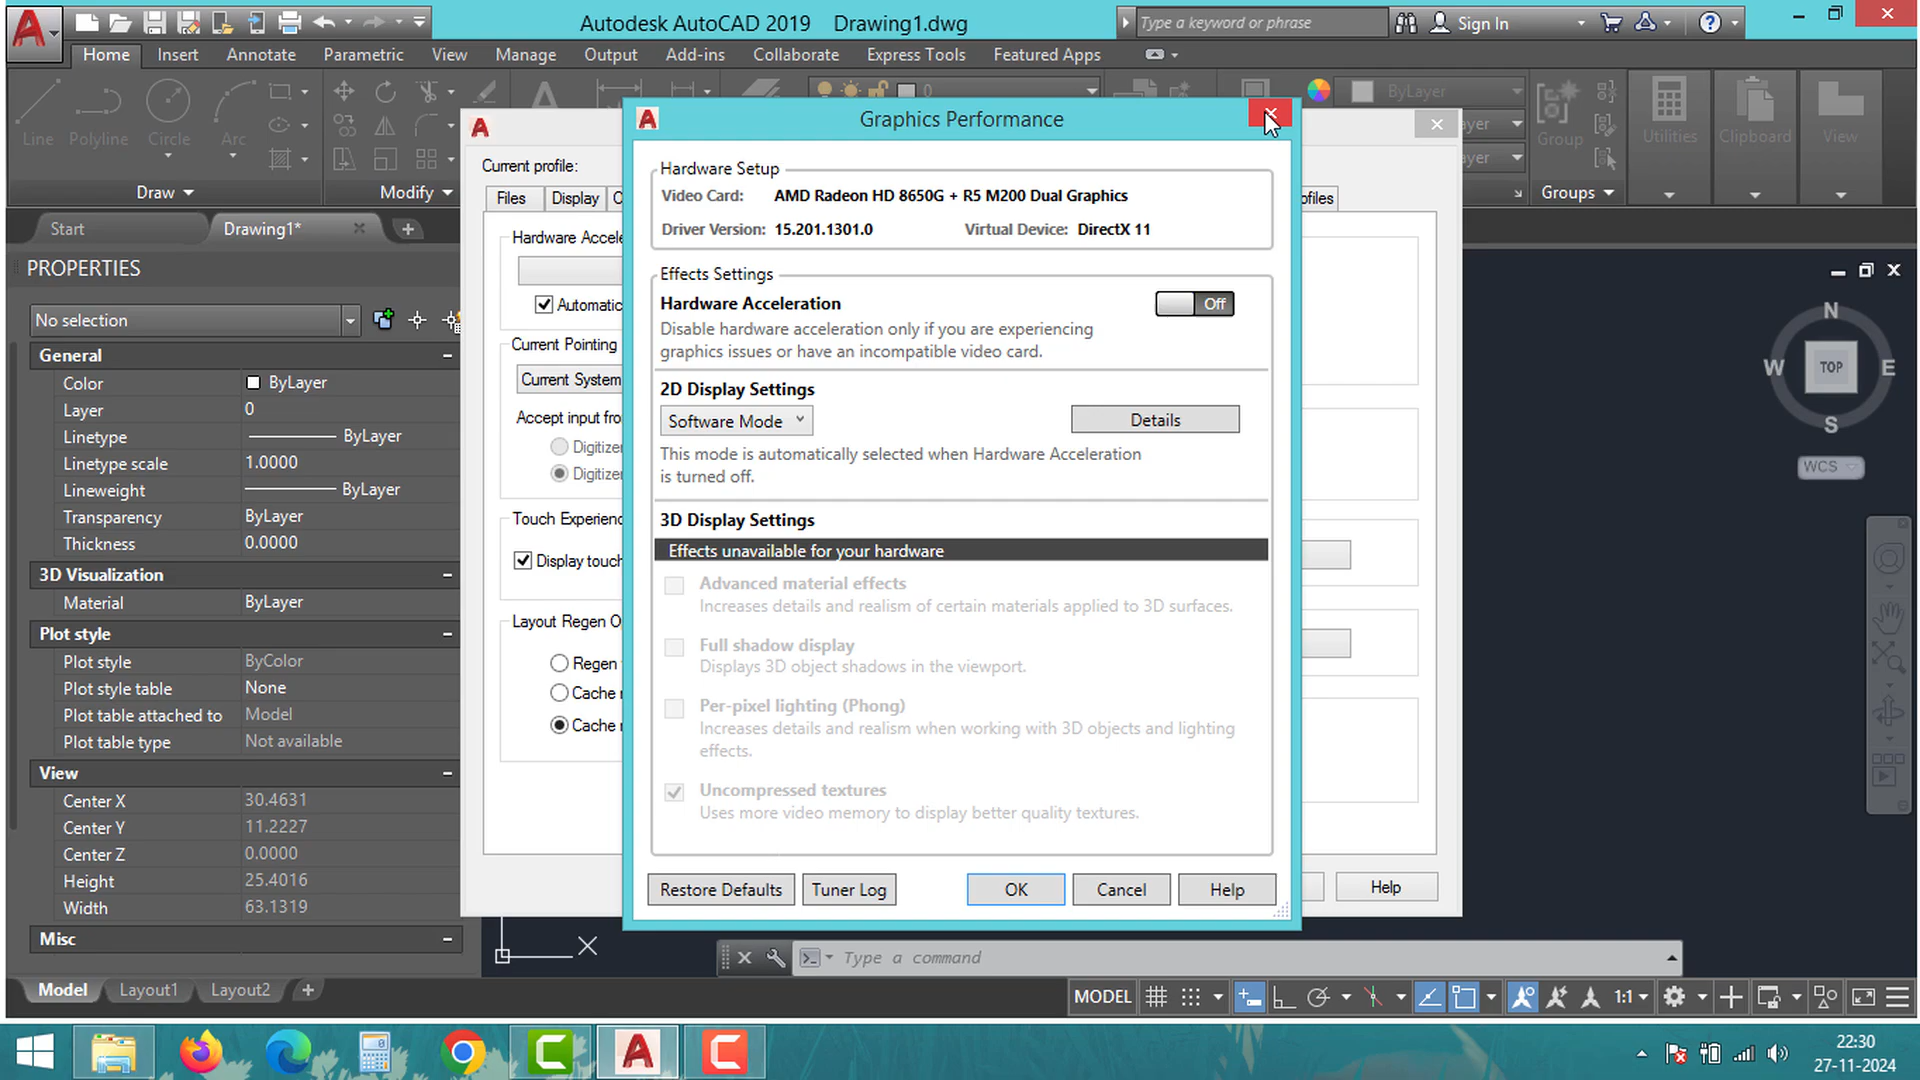 Autodesk AutoCAD 2019 Drawing1.dwg
Type a keyword or phrase
Sign In
Home Insert Annotate Parametric View Manage Output Add-ins Collaborate Express Tools Featured Apps
Line Polyline Circle Arc
0
ByLayer
Group Utilities Clipboard View
Draw Modify Groups
Start Drawing1*
PROPERTIES
No selection
General
Color ByLayer
Layer 0
Linetype ByLayer
Linetype scale 1.0000
Lineweight ByLayer
Transparency ByLayer
Thickness 0.0000
3D Visualization
Material ByLayer
Plot style
Plot style ByColor
Plot style table None
Plot table attached to Model
Plot table type Not available
View
Center X 30.4631
Center Y 11.2227
Center Z 0.0000
Height 25.4016
Width 63.1319
Misc
Current profile:
Files Display
Current Pointing
Current System
Display touch
Regen
Cache
Cache
Help
Graphics Performance
Hardware Setup
Video Card: AMD Radeon HD 8650G + R5 M200 Dual Graphics
Driver Version: 15.201.1301.0 Virtual Device: DirectX 11
Effects Settings
Hardware Acceleration Off
Disable hardware acceleration only if you are experiencing
graphics issues or have an incompatible video card.
2D Display Settings
Software Mode Details
This mode is automatically selected when Hardware Acceleration
is turned off.
3D Display Settings
Effects unavailable for your hardware
Advanced material effects
Increases details and realism of certain materials applied to 3D surfaces.
Full shadow display
Displays 3D object shadows in the viewport.
Per-pixel lighting (Phong)
Increases details and realism when working with 3D objects and lighting
effects.
Uncompressed textures
Uses more video memory to display better quality textures.
Restore Defaults Tuner Log OK Cancel Help
N
W TOP E
S
WCS
Type a command
Model Layout1 Layout2
MODEL 1:1
22:30
27-11-2024